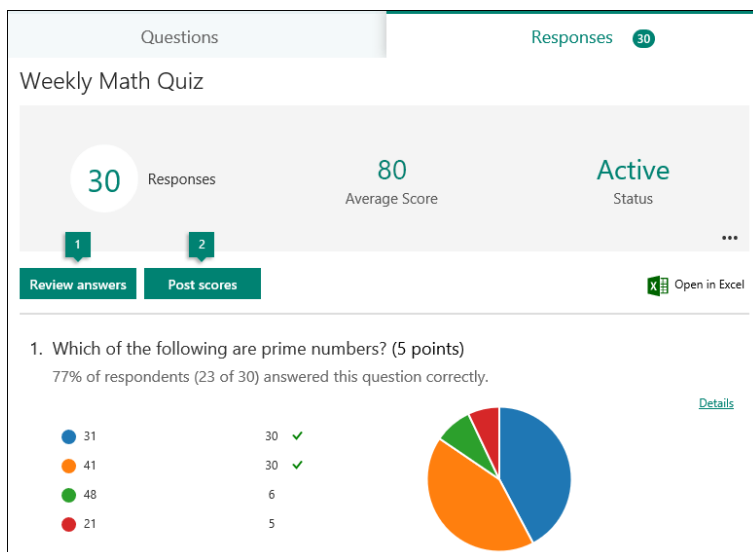 Questions
Responses 30
Weekly Math Quiz
30 Responses
80
Average Score
Active
Status
1
2
Review answers
Post scores
Open in Excel
1. Which of the following are prime numbers? (5 points)
77% of respondents (23 of 30) answered this question correctly.
Details
31 30
41 30
48 6
21 5